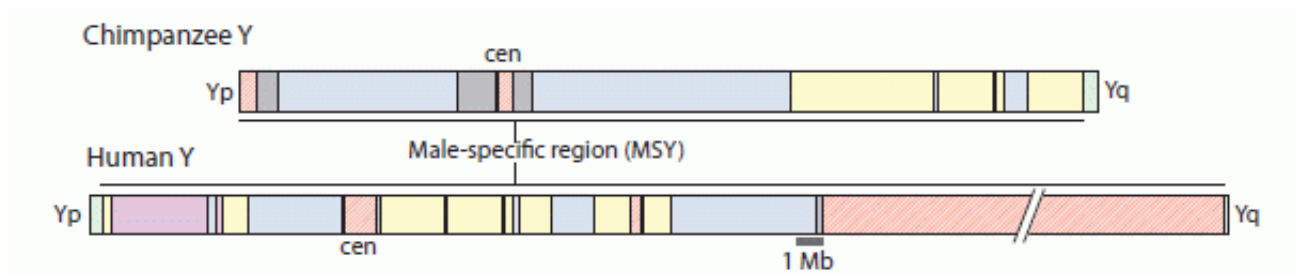 Chimpanzee Y
cen
Yp
Yq
Male-specific region (MSY)
Human Y
Yp
Yq
cen
1 Mb